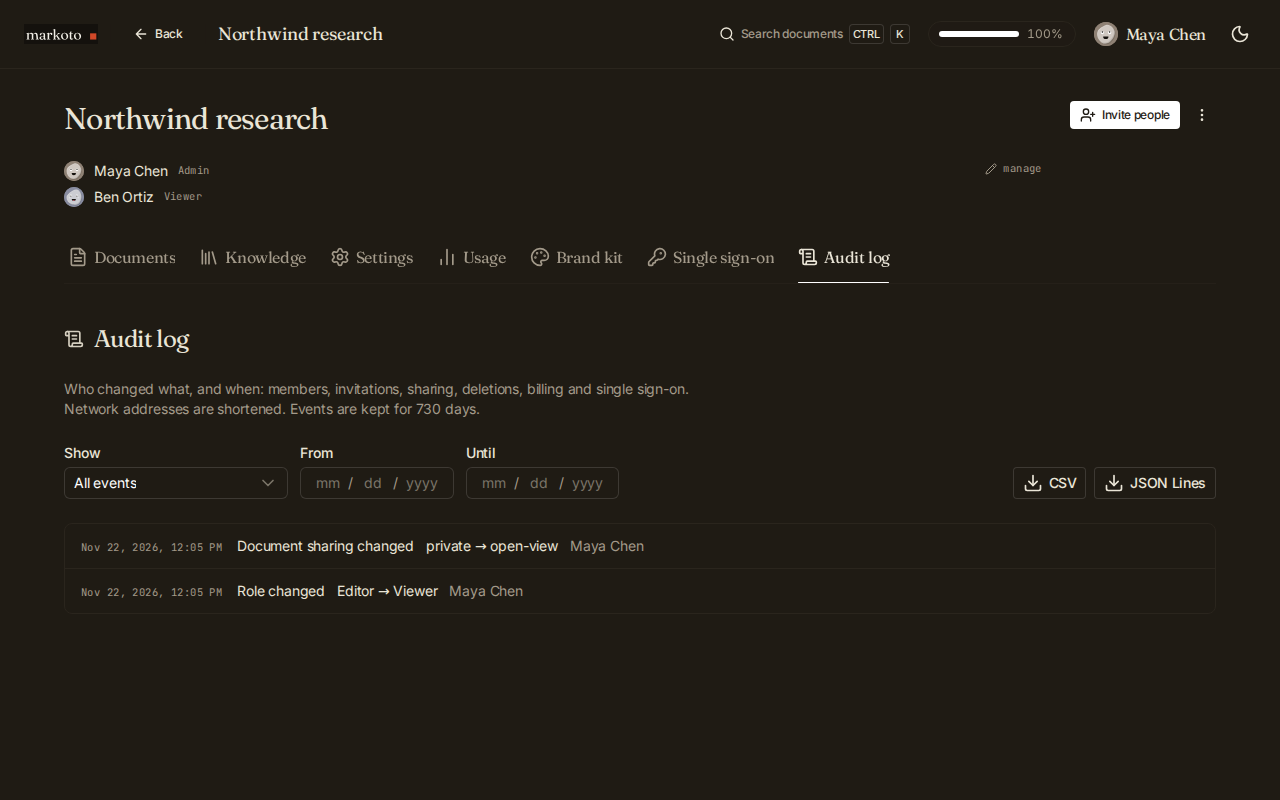 markoto
Back
Northwind research
Search documents CTRL K
100%
Maya Chen
Northwind research
Invite people
Maya Chen Admin
manage
Ben Ortiz Viewer
Documents Knowledge Settings Usage Brand kit Single sign-on Audit log
Audit log
Who changed what, and when: members, invitations, sharing, deletions, billing and single sign-on.
Network addresses are shortened. Events are kept for 730 days.
Show From Until
All events mm / dd / yyyy mm / dd / yyyy CSV JSON Lines
Nov 22, 2026, 12:05 PM Document sharing changed private → open-view Maya Chen
Nov 22, 2026, 12:05 PM Role changed Editor → Viewer Maya Chen